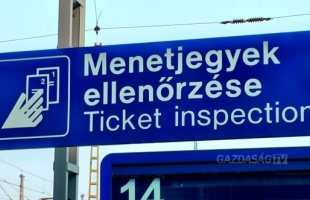 Menetjegyek
ellenőrzése
Ticket inspection
GAZDASÁGTV
14